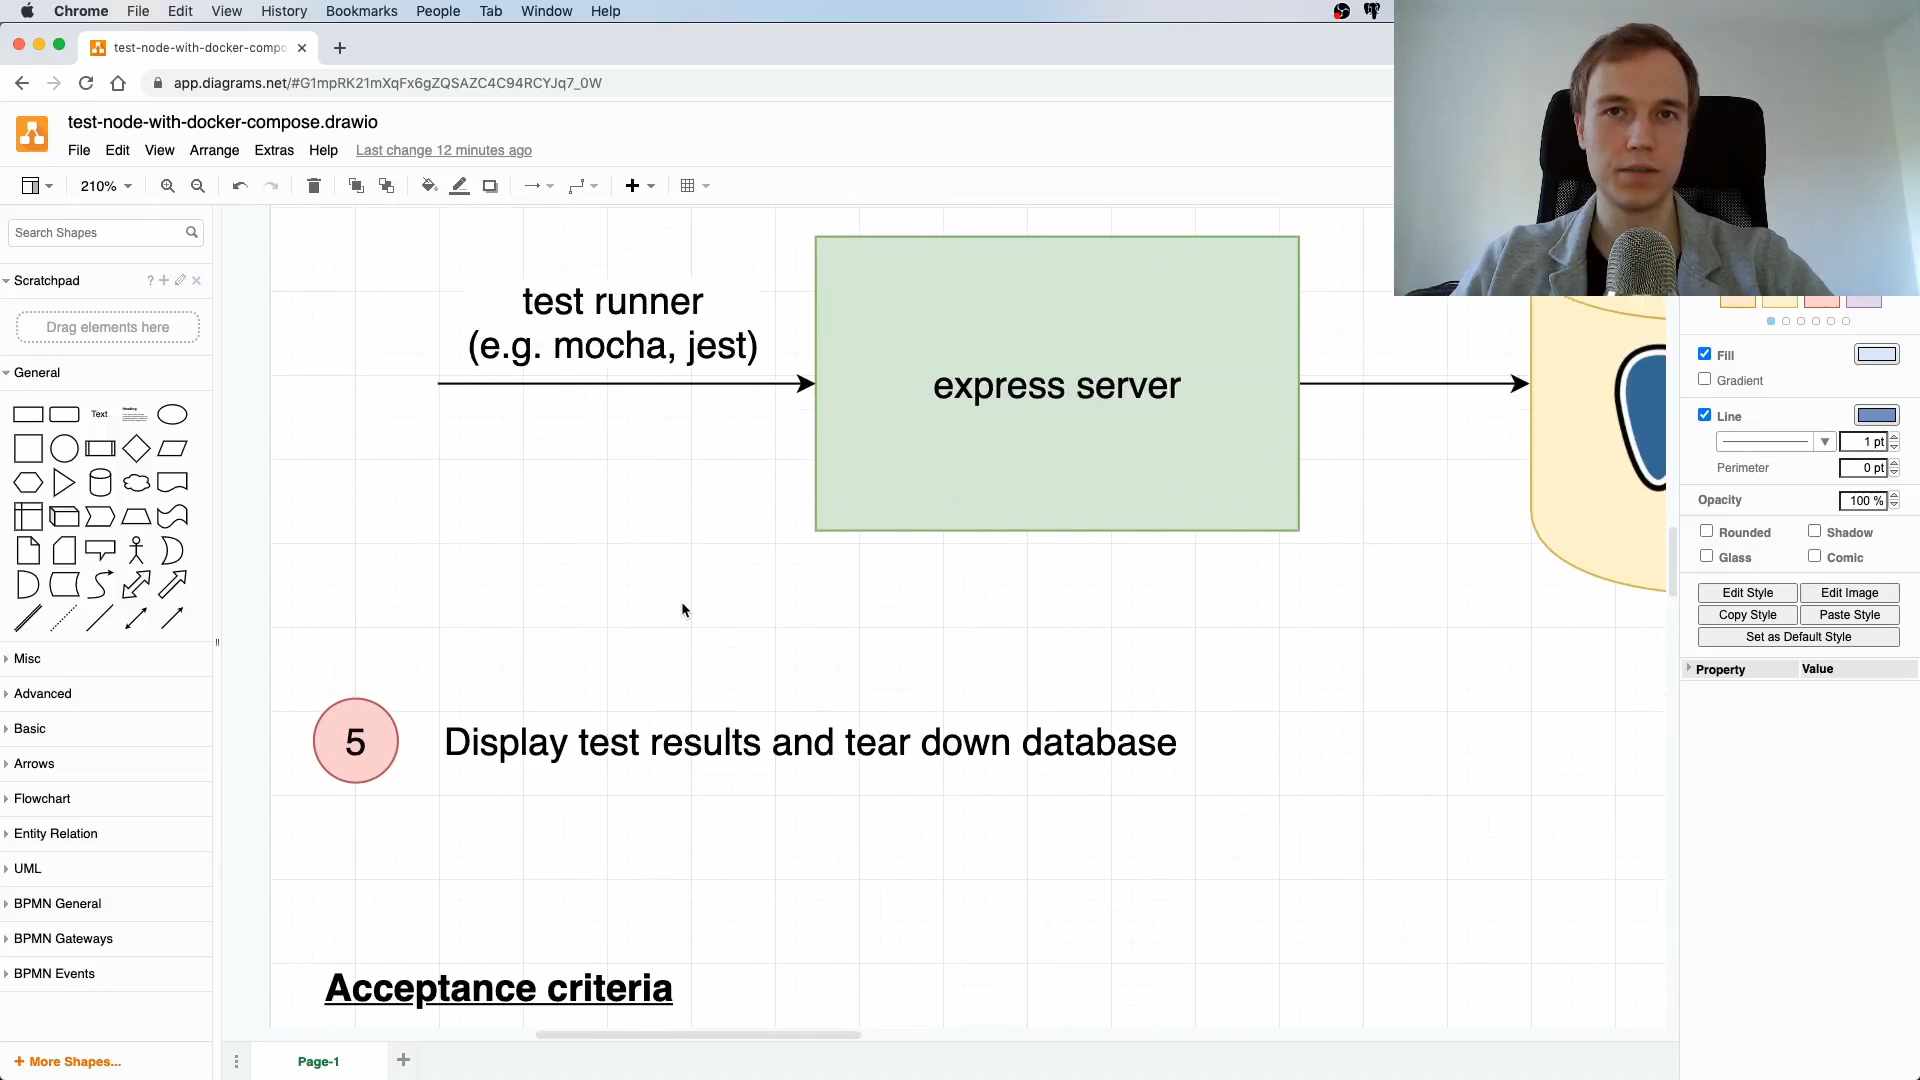 Chrome File Edit View History Bookmarks People Tab Window Help
test-node-with-docker-compo
app.diagrams.net/#G1mpRK21mXqFx6gZQSAZC4C94RCYJq7_0W
test-node-with-docker-compose.drawio
File Edit View Arrange Extras Help Last change 12 minutes ago
210%
Search Shapes
Scratchpad
?
Drag elements here
General
Text
Heading
Misc
Advanced
Basic
Arrows
Flowchart
Entity Relation
UML
BPMN General
BPMN Gateways
BPMN Events
+ More Shapes...
test runner
(e.g. mocha, jest)
express server
5 Display test results and tear down database
Acceptance criteria
Page-1
Fill
Gradient
Line
1 pt
Perimeter 0 pt
Opacity 100 %
Rounded Shadow
Glass Comic
Edit Style Edit Image
Copy Style Paste Style
Set as Default Style
Property Value